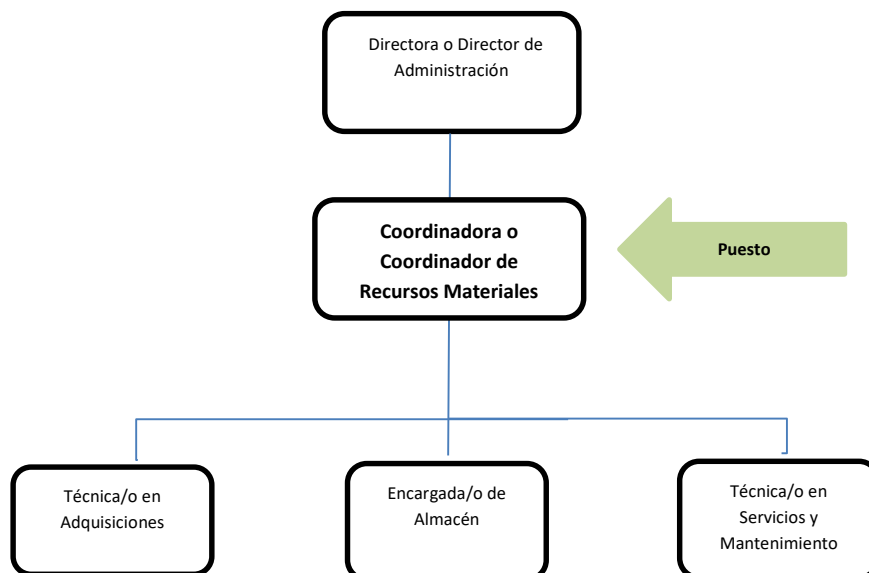 Directora o Director de
Administración
Coordinadora o
Coordinador de
Recursos Materiales
Puesto
Técnica/o en
Adquisiciones
Encargada/o de
Almacén
Técnica/o en
Servicios y
Mantenimiento